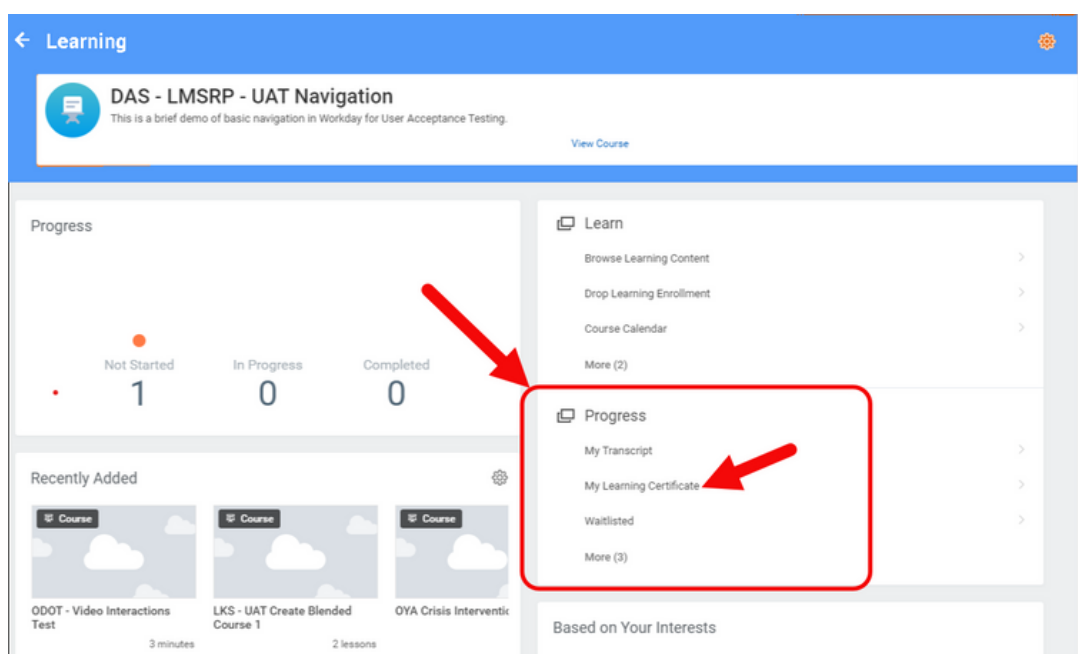 Learning
DAS - LMSRP - UAT Navigation
This is a brief demo of basic navigation in Workday for User Acceptance Testing.
View Course
Progress
Not Started
In Progress
Completed
1
0
0
Recently Added
Course
Course
Course
ODOT - Video Interactions
Test
3 minutes
LKS - UAT Create Blended
Course 1
2 lessons
OYA Crisis Interventic
Learn
Browse Learning Content
Drop Learning Enrollment
Course Calendar
More (2)
Progress
My Transcript
My Learning Certificate
Waitlisted
More (3)
Based on Your Interests